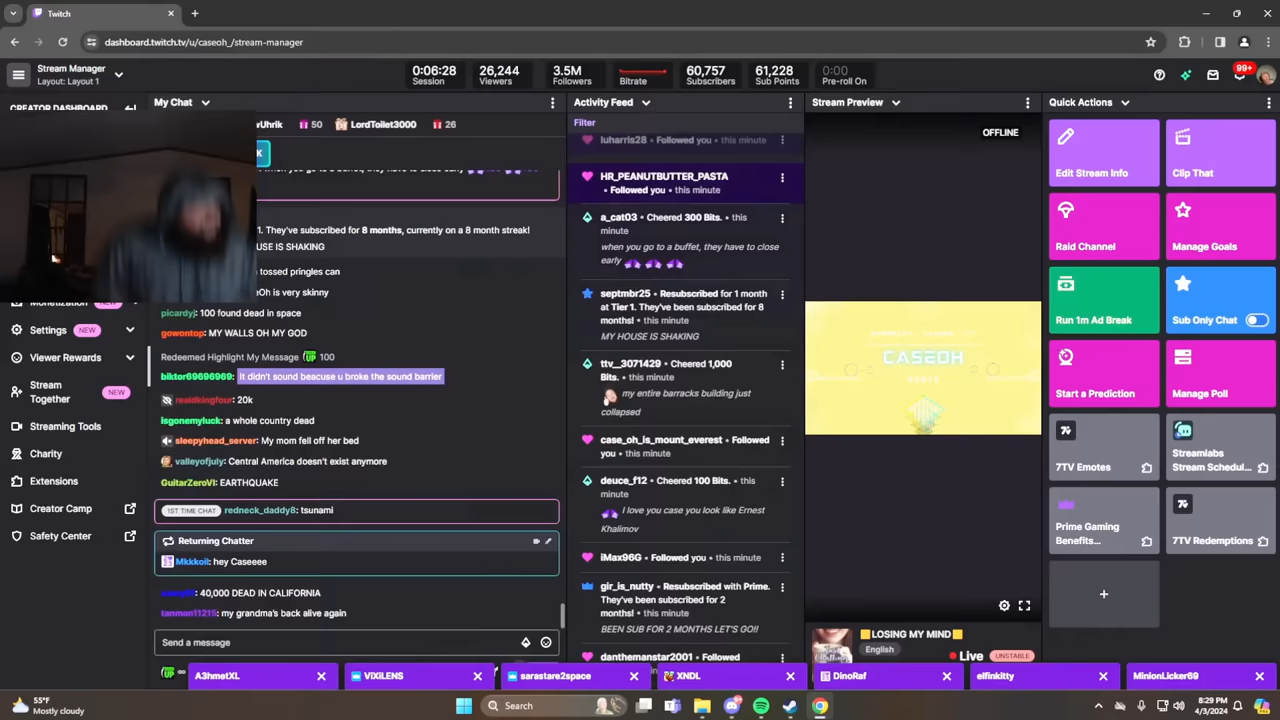 Twitch
dashboard.twitch.tv/u/caseoh_/stream-manager
Stream Manager
Layout: Layout 1
0:06:28
Session
26,244
Viewers
3.5M
Followers
Bitrate
60,757
Subscribers
61,228
Sub Points
0:00
Pre-roll On
99+
CREATOR DASHBOARD
Settings NEW
Viewer Rewards
Stream
Together NEW
Streaming Tools
Charity
Extensions
Creator Camp
Safety Center
My Chat
wUhrik 50 LordToilet3000 26
1. They've subscribed for 8 months, currently on a 8 month streak!
HOUSE IS SHAKING
tossed pringles can
Oh is very skinny
picardyj: 100 found dead in space
gowontop: MY WALLS OH MY GOD
Redeemed Highlight My Message 100
biktor69696969: It didn't sound beacuse u broke the sound barrier
realdkingfour: 20k
isgonemyluck: a whole country dead
sleepyhead_server: My mom fell off her bed
valleyofjuly: Central America doesn't exist anymore
GuitarZeroVI: EARTHQUAKE
1ST TIME CHAT redneck_daddy8: tsunami
Returning Chatter
Mkkkoil: hey Caseeee
40,000 DEAD IN CALIFORNIA
tanman11215: my grandma's back alive again
Send a message
Activity Feed
Filter
luharris28 • Followed you • this minute
HR_PEANUTBUTTER_PASTA
• Followed you • this minute
a_cat03 • Cheered 300 Bits. • this
minute
when you go to a buffet, they have to close
early
septmbr25 • Resubscribed for 1 month
at Tier 1. They've been subscribed for 8
months! • this minute
MY HOUSE IS SHAKING
ttv__3071429 • Cheered 1,000
Bits. • this minute
my entire barracks building just
collapsed
case_oh_is_mount_everest • Followed
you • this minute
deuce_f12 • Cheered 100 Bits. • this
minute
I love you case you look like Ernest
Khalimov
iMax96G • Followed you • this minute
gir_is_nutty • Resubscribed with Prime.
They've been subscribed for 2
months! • this minute
BEEN SUB FOR 2 MONTHS LET'S GO!!
danthemanstar2001 • Followed
Stream Preview
OFFLINE
CASEOH
LOSING MY MIND
English
Live UNSTABLE
Quick Actions
Edit Stream Info
Clip That
Raid Channel
Manage Goals
Run 1m Ad Break
Sub Only Chat
Start a Prediction
Manage Poll
7TV Emotes
Streamlabs
Stream Schedul...
Prime Gaming
Benefits...
7TV Redemptions
A3hmetXL
VIXILENS
sarastare2space
XNDL
DinoRaf
elfinkitty
MinionLicker69
55°F
Mostly cloudy
Search
8:29 PM
4/3/2024